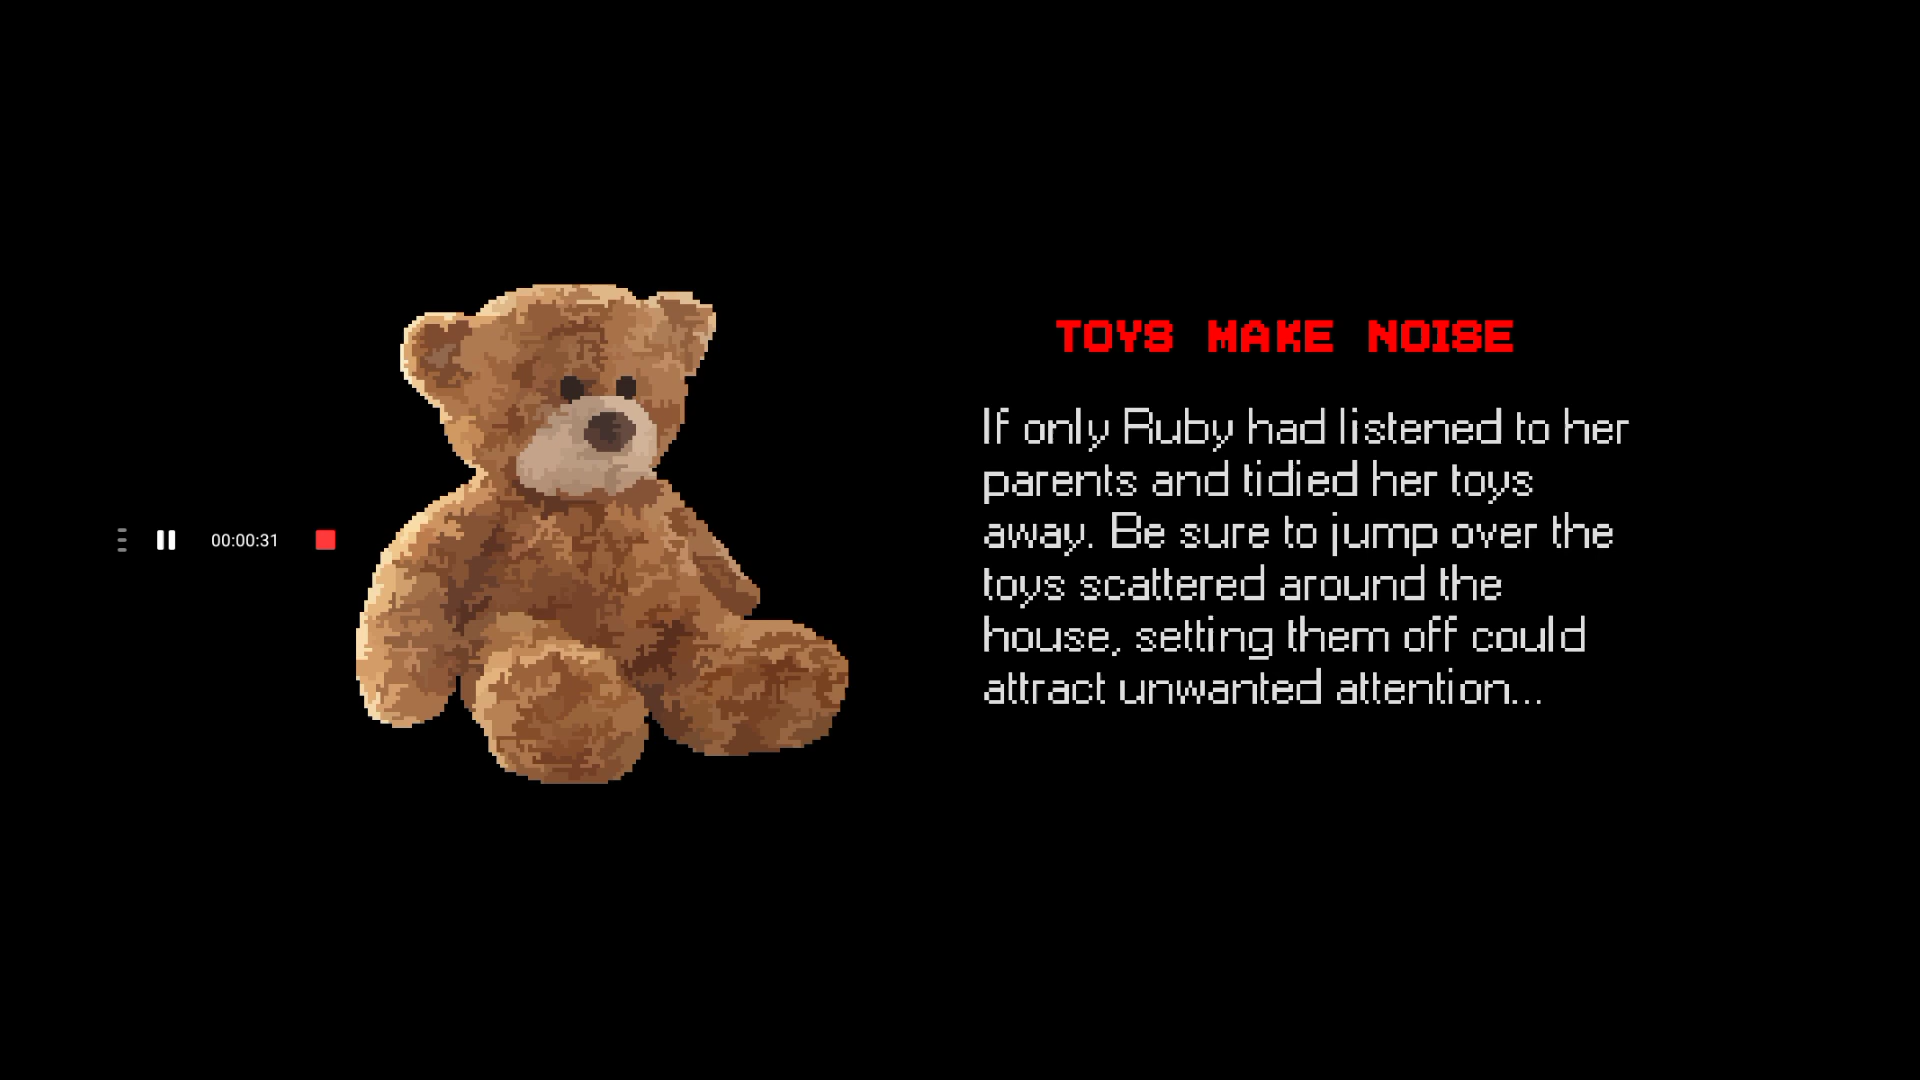 TOYS MAKE NOISE
If only Ruby had listened to her
parents and tidied her toys
away. Be sure to jump over the
toys scattered around the
house, setting them off could
attract unwanted attention...
00:00:31